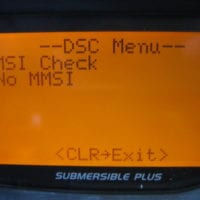 --DSC Menu--
MSI Check
No MMSI
<CLR→Exit>
SUBMERSIBLE PLUS